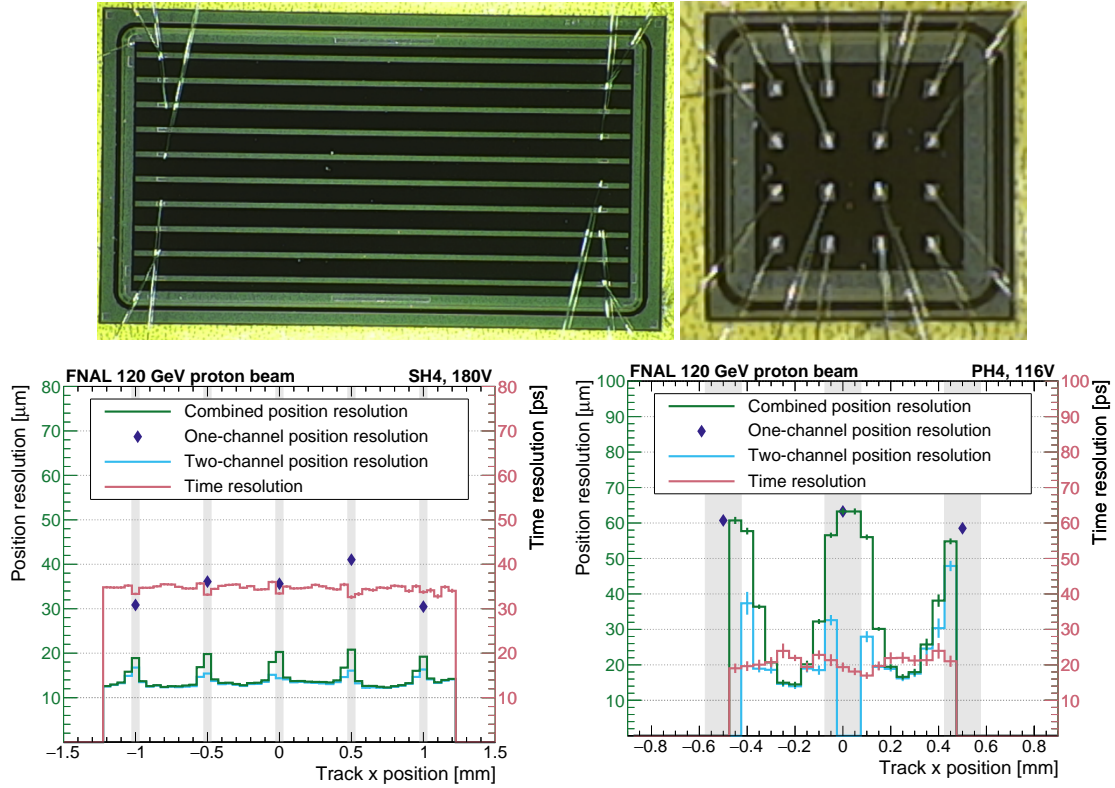 FNAL 120 GeV proton beam SH4, 180V
Position resolution [μm]
Time resolution [ps]
80
70
60
50
40
30
20
10
80
70
60
50
40
30
20
10
Combined position resolution
One-channel position resolution
Two-channel position resolution
Time resolution
−1.5 −1 −0.5 0 0.5 1 1.5
Track x position [mm]
FNAL 120 GeV proton beam PH4, 116V
Position resolution [μm]
Time resolution [ps]
100
90
80
70
60
50
40
30
20
10
100
90
80
70
60
50
40
30
20
10
Combined position resolution
One-channel position resolution
Two-channel position resolution
Time resolution
−0.8 −0.6 −0.4 −0.2 0 0.2 0.4 0.6 0.8
Track x position [mm]